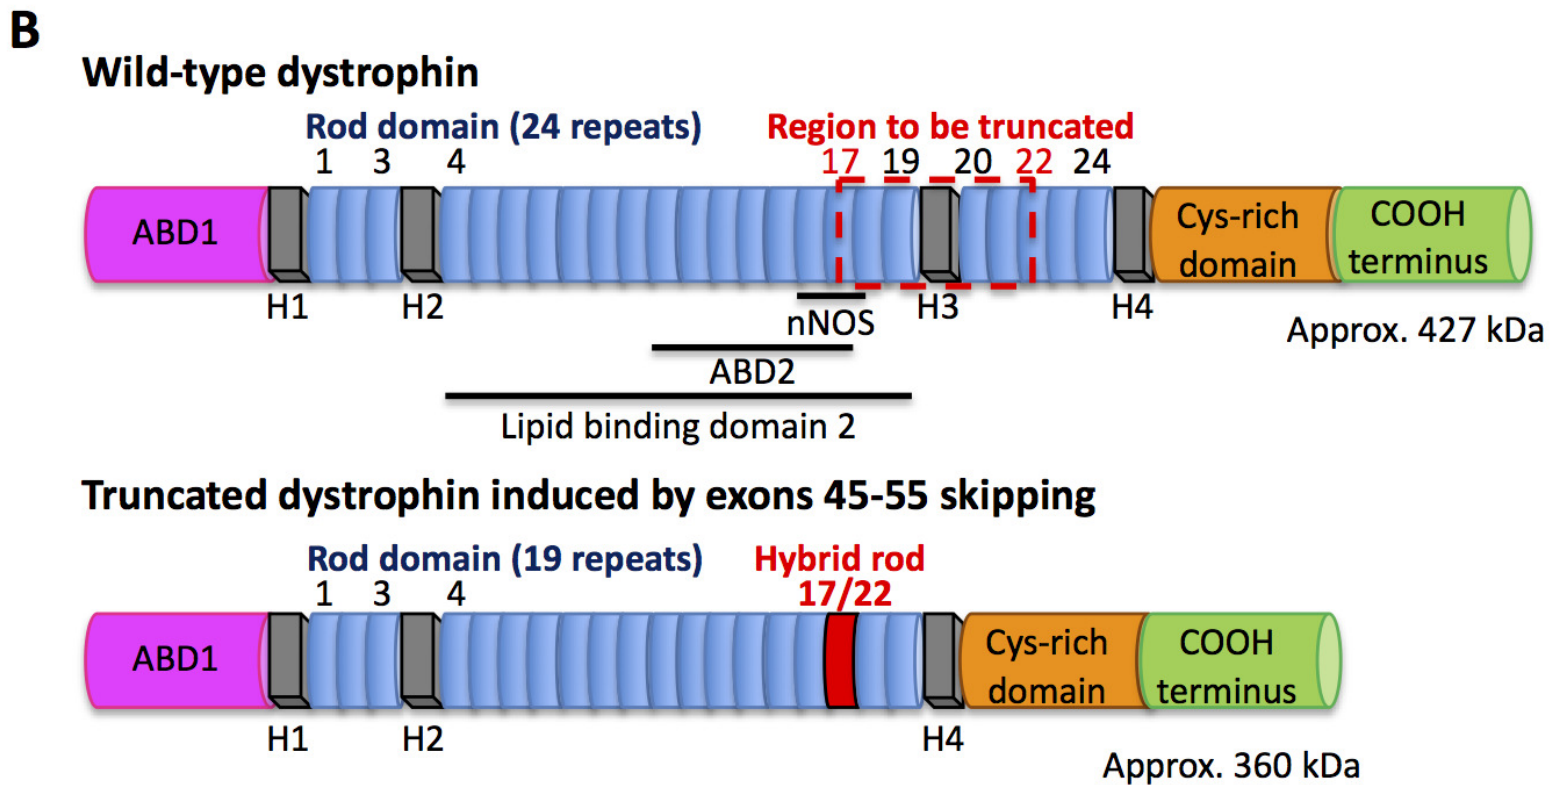 B
Wild-type dystrophin
Rod domain (24 repeats) Region to be truncated
1 3 4 17 19 20 22 24
ABD1 Cys-rich domain COOH terminus
H1 H2 nNOS H3 H4
Approx. 427 kDa
ABD2
Lipid binding domain 2
Truncated dystrophin induced by exons 45-55 skipping
Rod domain (19 repeats) Hybrid rod
1 3 4 17/22
ABD1 Cys-rich domain COOH terminus
H1 H2 H4
Approx. 360 kDa